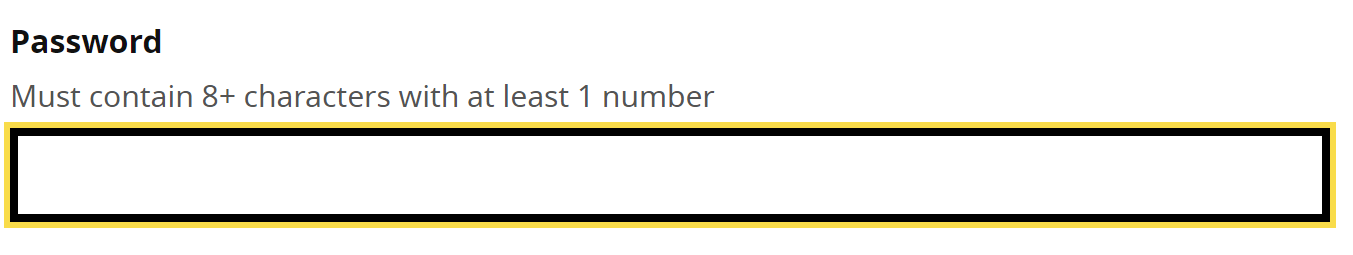 Password
Must contain 8+ characters with at least 1 number